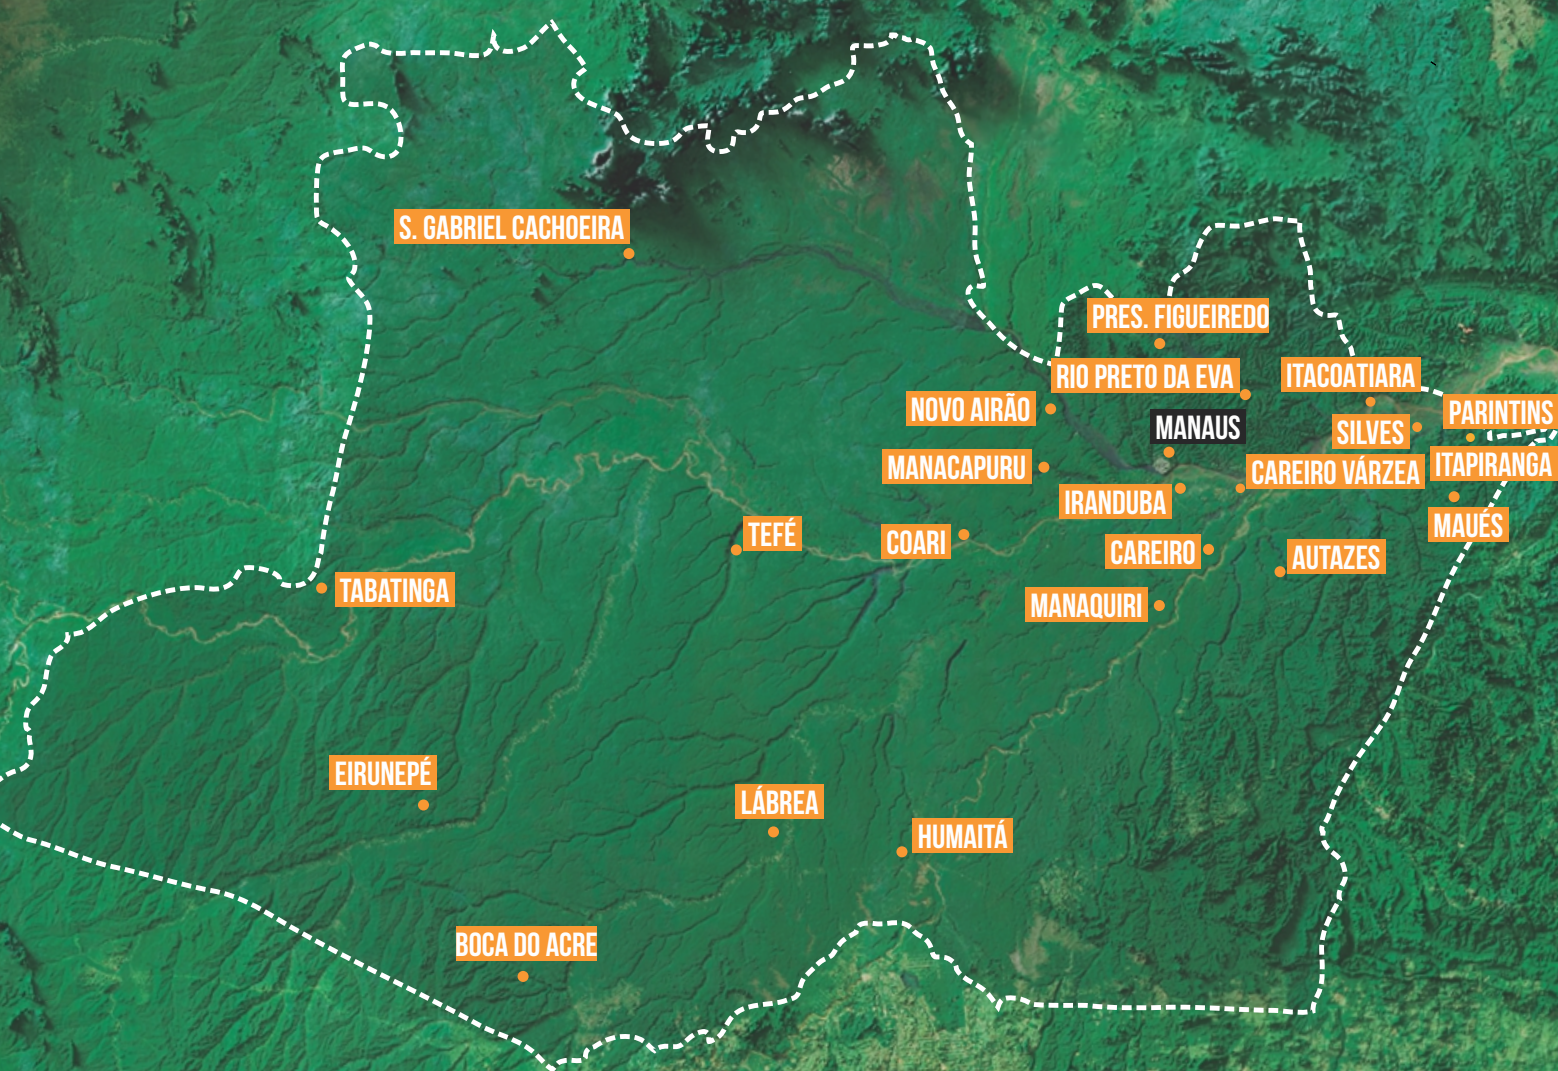 S. GABRIEL CACHOEIRA
PRES. FIGUEIREDO
RIO PRETO DA EVA
ITACOATIARA
NOVO AIRÃO
PARINTINS
MANAUS
SILVES
MANACAPURU
CAREIRO VÁRZEA
ITAPIRANGA
IRANDUBA
MAUÉS
TEFÉ
COARI
CAREIRO
AUTAZES
TABATINGA
MANAQUIRI
EIRUNEPÉ
LÁBREA
HUMAITÁ
BOCA DO ACRE